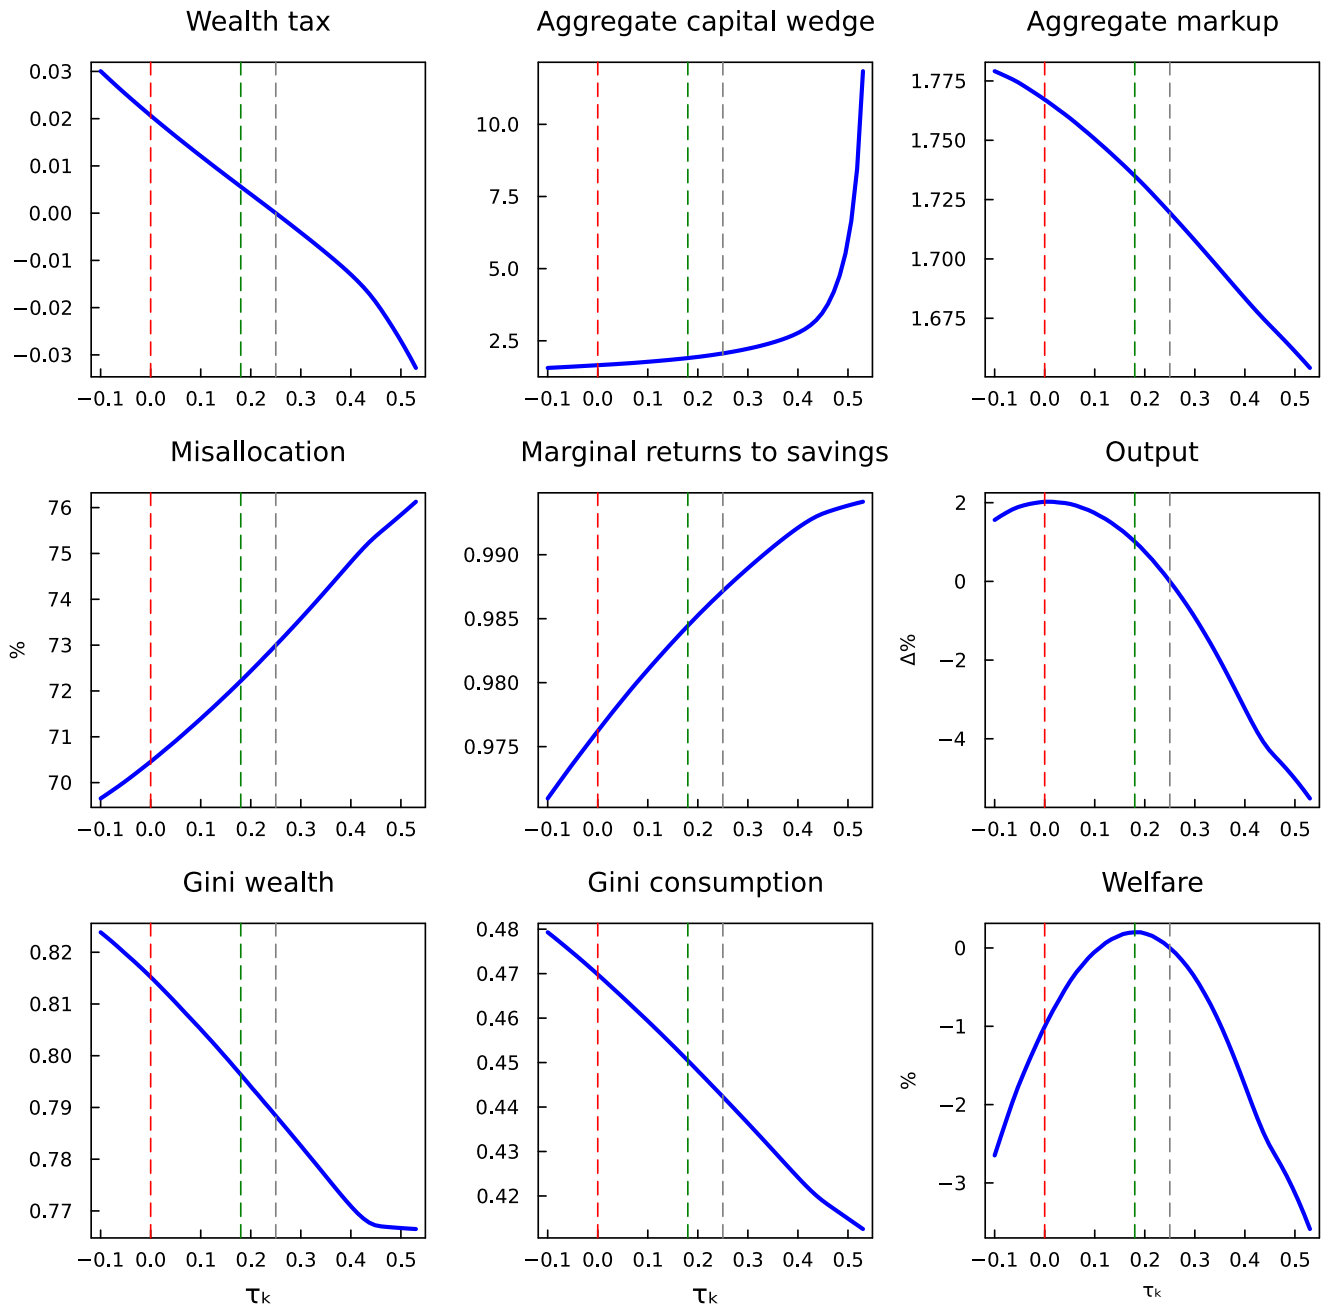 Wealth tax
0.03
0.02
0.01
0.00
−0.01
−0.02
−0.03
−0.1 0.0 0.1 0.2 0.3 0.4 0.5
Aggregate capital wedge
10.0
7.5
5.0
2.5
−0.1 0.0 0.1 0.2 0.3 0.4 0.5
Aggregate markup
1.775
1.750
1.725
1.700
1.675
−0.1 0.0 0.1 0.2 0.3 0.4 0.5
Misallocation
%
76
75
74
73
72
71
70
−0.1 0.0 0.1 0.2 0.3 0.4 0.5
Marginal returns to savings
0.990
0.985
0.980
0.975
−0.1 0.0 0.1 0.2 0.3 0.4 0.5
Output
Δ%
2
0
−2
−4
−0.1 0.0 0.1 0.2 0.3 0.4 0.5
Gini wealth
0.82
0.81
0.80
0.79
0.78
0.77
−0.1 0.0 0.1 0.2 0.3 0.4 0.5
τₖ
Gini consumption
0.48
0.47
0.46
0.45
0.44
0.43
0.42
−0.1 0.0 0.1 0.2 0.3 0.4 0.5
τₖ
Welfare
%
0
−1
−2
−3
−0.1 0.0 0.1 0.2 0.3 0.4 0.5
τₖ